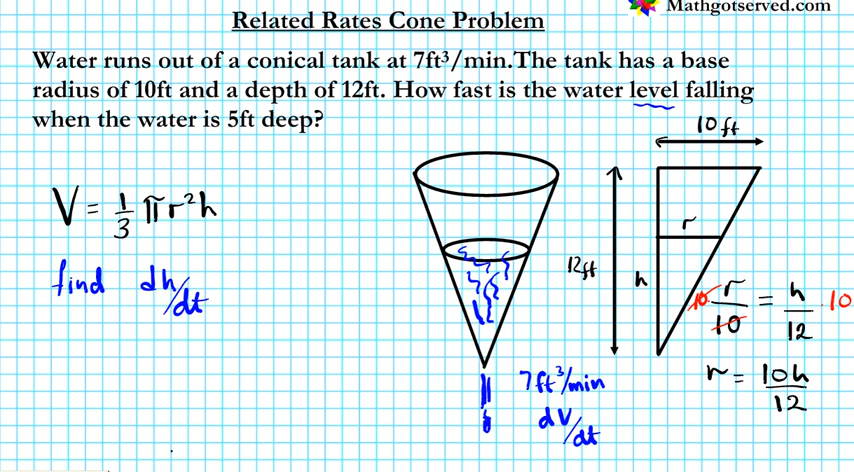 Mathgotserved.com
Related Rates Cone Problem
Water runs out of a conical tank at 7ft³/min.The tank has a base
radius of 10ft and a depth of 12ft. How fast is the water level falling
when the water is 5ft deep?
10ft
V = 1/3 πr²h
find dh/dt
12ft
r
h
10· r/10 = h/12 · 10
r = 10h/12
7ft³/min
dV/dt